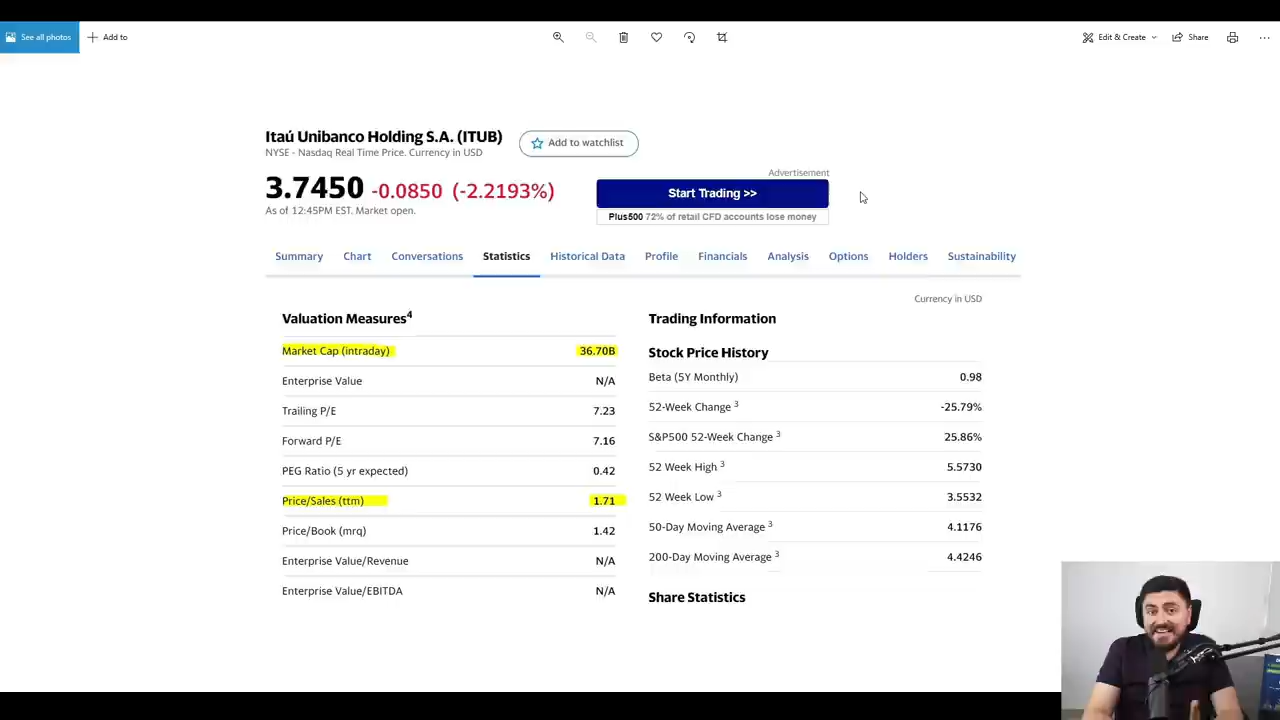 See all photos
Add to
Edit & Create
Share
Itaú Unibanco Holding S.A. (ITUB)
Add to watchlist
NYSE - Nasdaq Real Time Price. Currency in USD
Advertisement
3.7450 -0.0850 (-2.2193%)
Start Trading >>
As of 12:45PM EST. Market open.
Plus500 72% of retail CFD accounts lose money
Summary Chart Conversations Statistics Historical Data Profile Financials Analysis Options Holders Sustainability
Currency in USD
Valuation Measures4
Market Cap (intraday) 36.70B
Enterprise Value N/A
Trailing P/E 7.23
Forward P/E 7.16
PEG Ratio (5 yr expected) 0.42
Price/Sales (ttm) 1.71
Price/Book (mrq) 1.42
Enterprise Value/Revenue N/A
Enterprise Value/EBITDA N/A
Trading Information
Stock Price History
Beta (5Y Monthly) 0.98
52-Week Change 3 -25.79%
S&P500 52-Week Change 3 25.86%
52 Week High 3 5.5730
52 Week Low 3 3.5532
50-Day Moving Average 3 4.1176
200-Day Moving Average 3 4.4246
Share Statistics